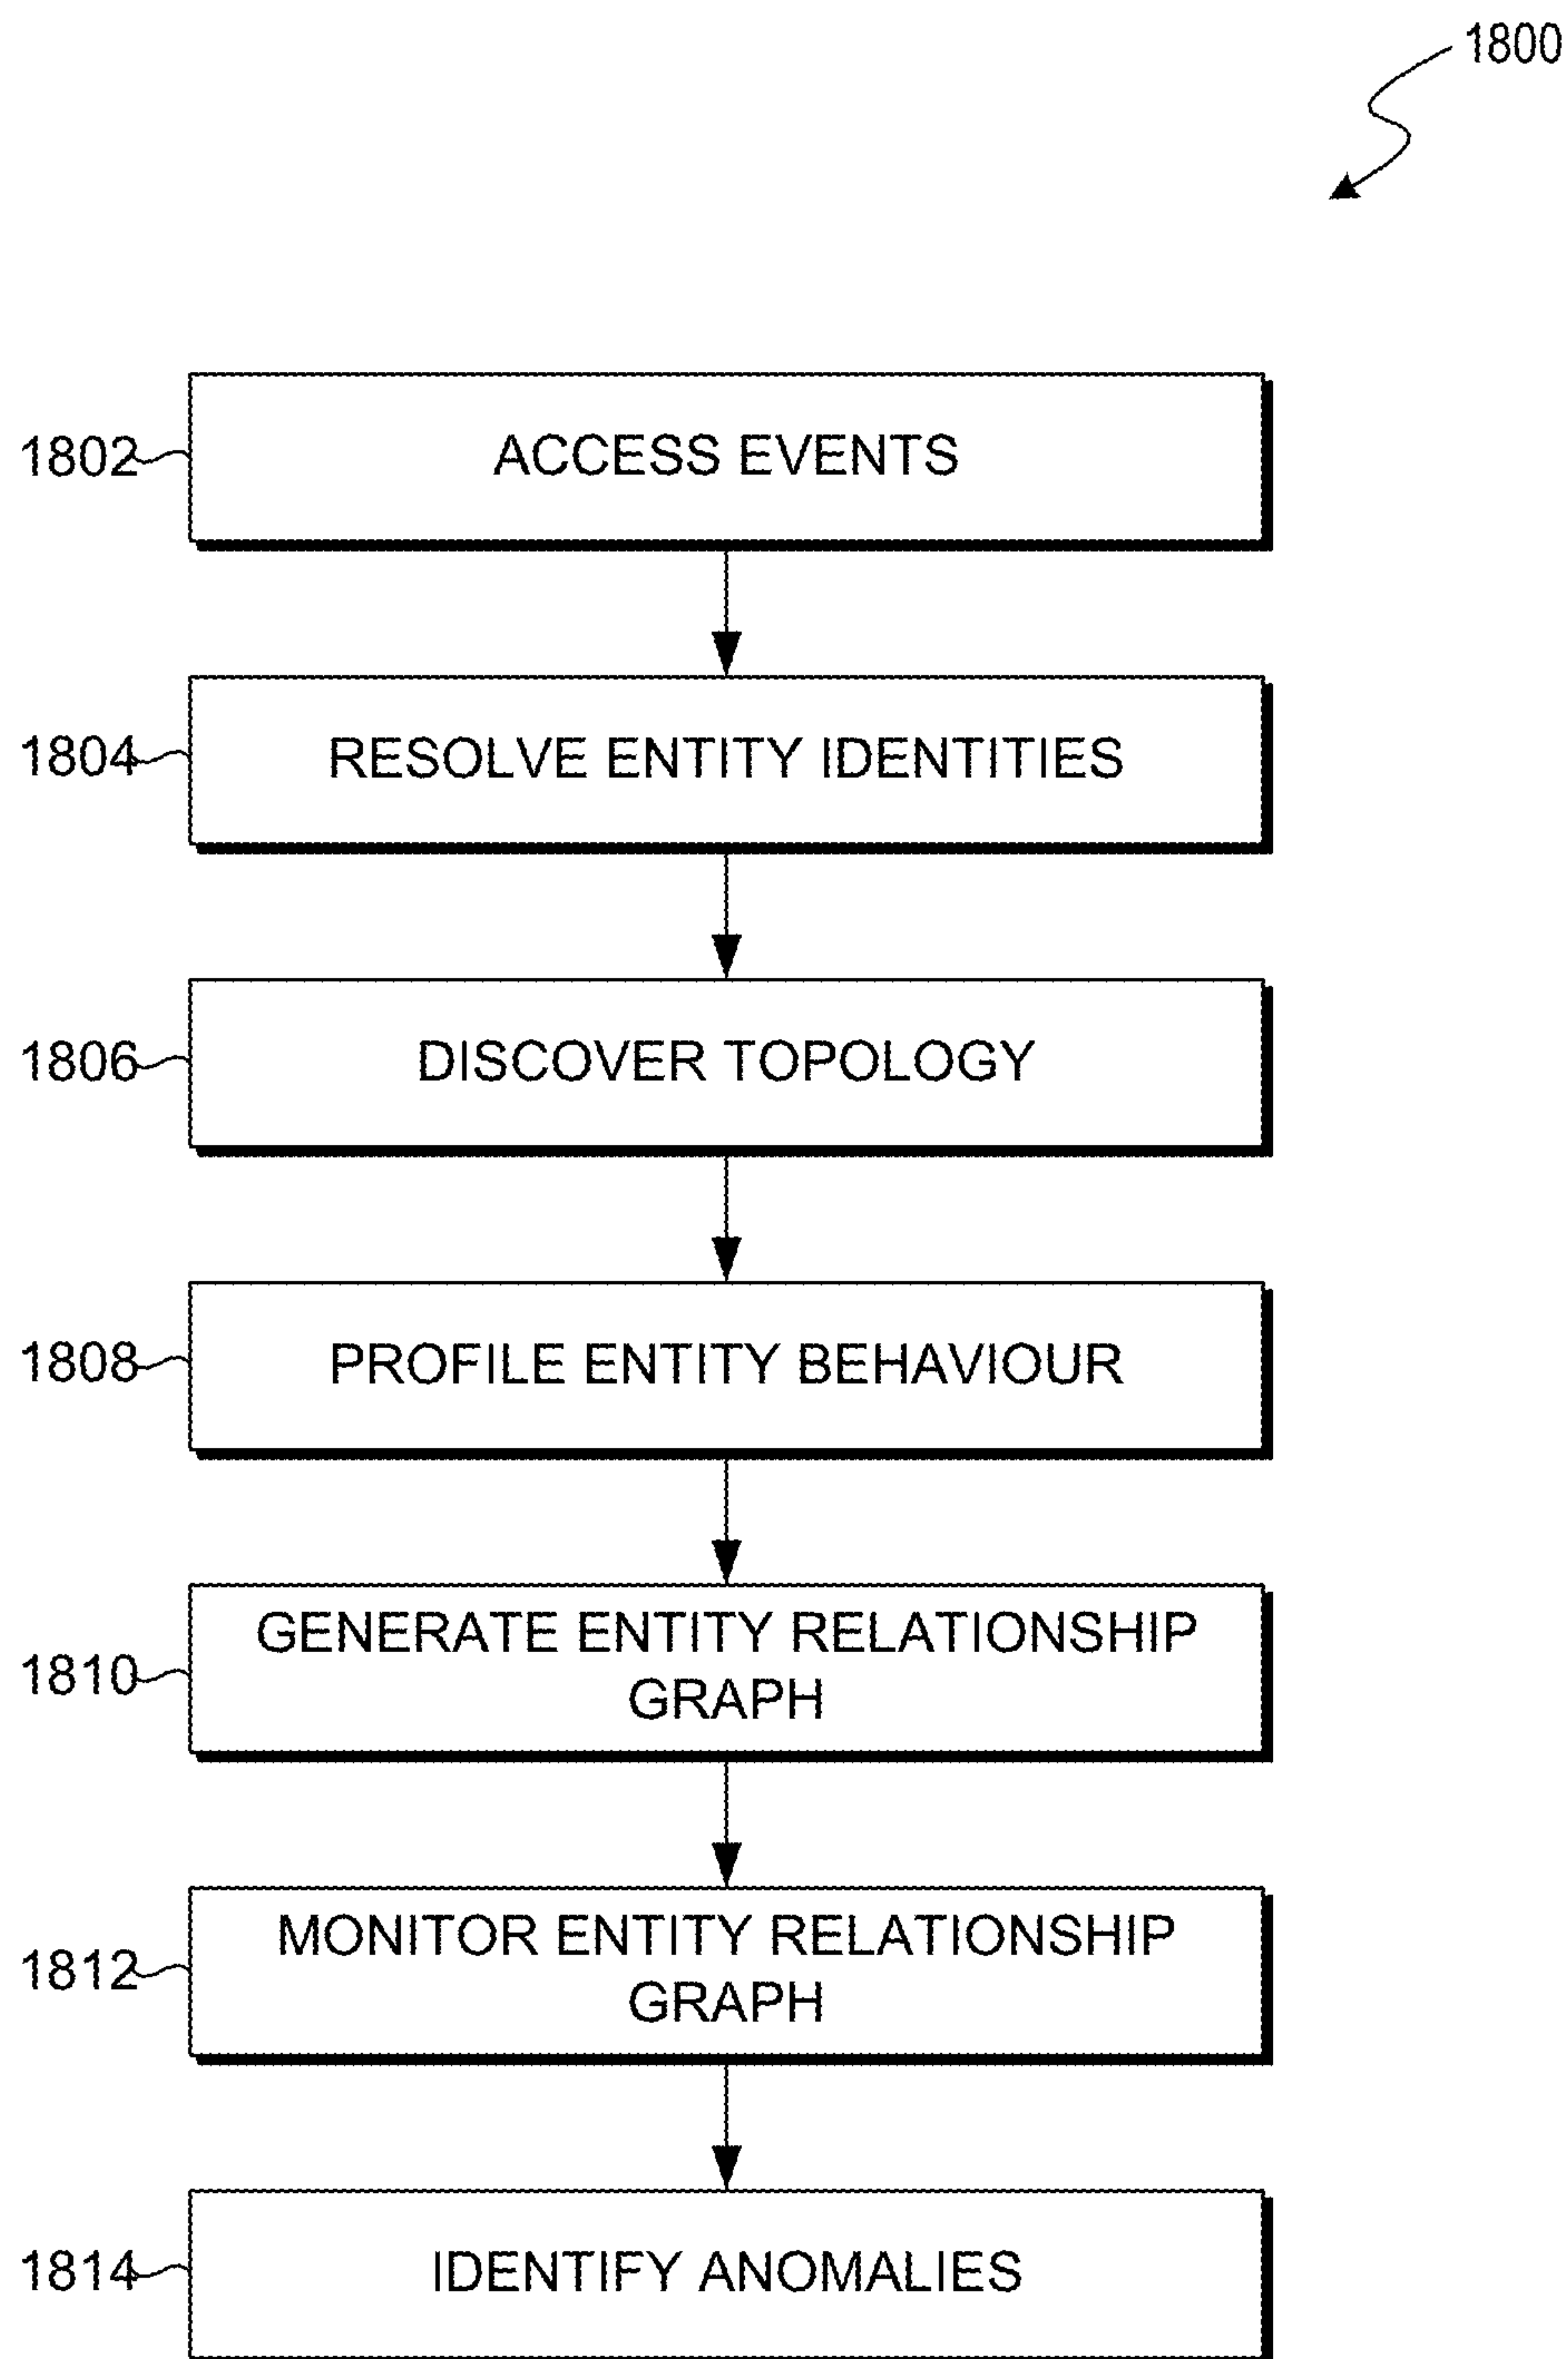 1800
1802
ACCESS EVENTS
1804
RESOLVE ENTITY IDENTITIES
1806
DISCOVER TOPOLOGY
1808
PROFILE ENTITY BEHAVIOUR
1810
GENERATE ENTITY RELATIONSHIP
GRAPH
1812
MONITOR ENTITY RELATIONSHIP
GRAPH
1814
IDENTIFY ANOMALIES